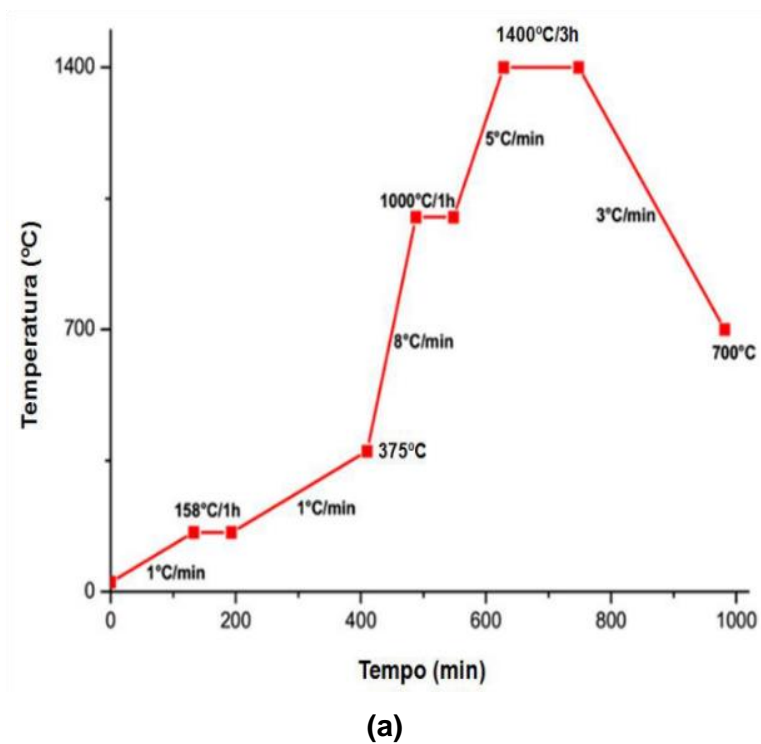 1400ºC/3h
1400
5°C/min
1000°C/1h
3°C/min
Temperatura (ºC)
700
8°C/min
700°C
375ºC
158°C/1h
1°C/min
1°C/min
0
0 200 400 600 800 1000
Tempo (min)
(a)